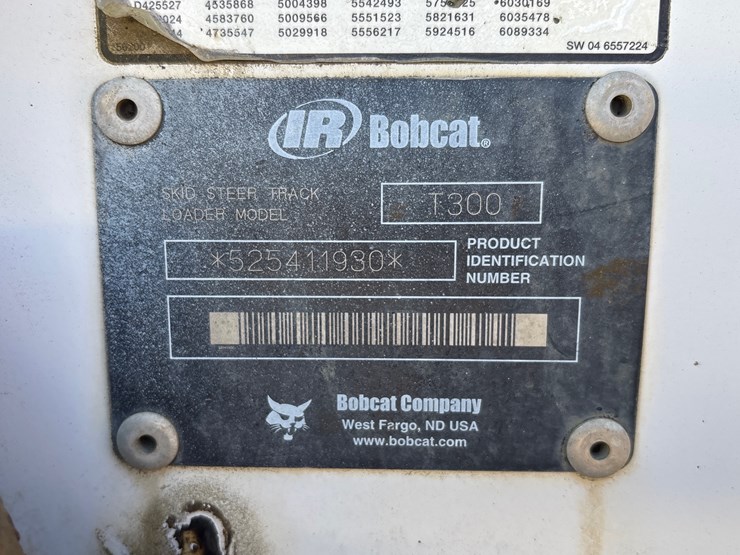 D425527 4535868 5004398 5542493 6030169
4583760 5009566 5551523 5821631 6035478
4735547 5029918 5556217 5924516 6089334
SW 04 6557224
IR Bobcat®
SKID STEER TRACK
LOADER MODEL
T300
*525411930*
PRODUCT
IDENTIFICATION
NUMBER
Bobcat Company
West Fargo, ND USA
www.bobcat.com